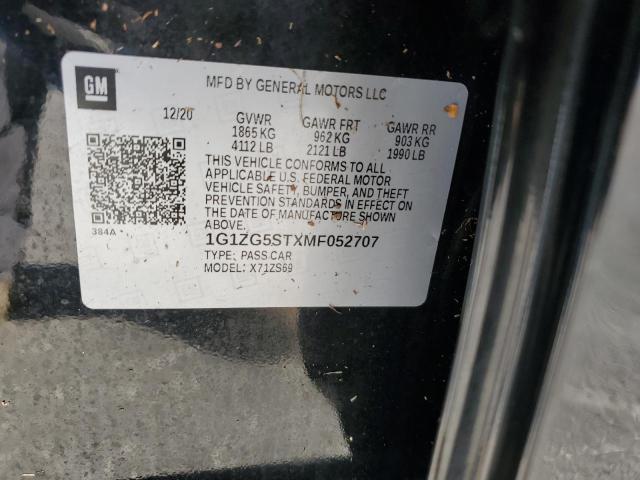 GM
MFD BY GENERAL MOTORS LLC
12/20 GVWR GAWR FRT GAWR RR
1865 KG 962 KG 903 KG
4112 LB 2121 LB 1990 LB
THIS VEHICLE CONFORMS TO ALL
APPLICABLE U.S. FEDERAL MOTOR
VEHICLE SAFETY, BUMPER, AND THEFT
PREVENTION STANDARDS IN EFFECT ON
THE DATE OF MANUFACTURE SHOWN
ABOVE.
384A
1G1ZG5STXMF052707
TYPE: PASS CAR
MODEL: X71ZS69